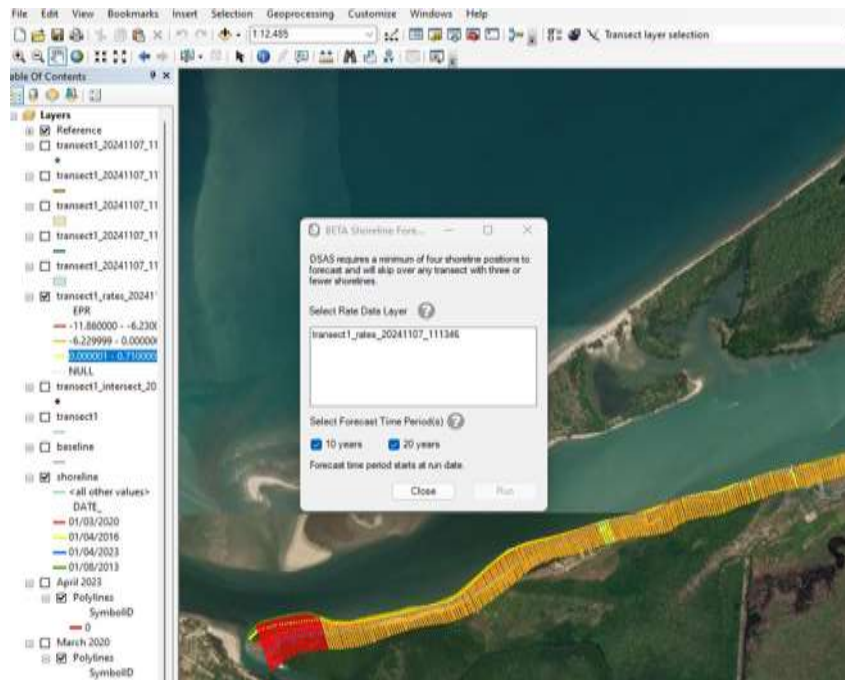 File Edit View Bookmarks Insert Selection Geoprocessing Customize Windows Help
1:12,485
Transect layer selection
able Of Contents
Layers
Reference
transect1_20241107_11
transect1_20241107_11
transect1_20241107_11
transect1_20241107_11
transect1_20241107_11
transect1_rates_20241
EPR
-11.860000 - -6.2300
-6.229999 - 0.00000
0.000001 - 0.710000
NULL
transect1_intersect_20
transect1
baseline
shoreline
<all other values>
DATE_
01/03/2020
01/04/2016
01/04/2023
01/08/2013
April 2023
Polylines
SymbolID
0
March 2020
Polylines
SymbolID
BETA Shoreline Fore...
DSAS requires a minimum of four shoreline positions to
forecast and will skip over any transect with three or
fewer shorelines.
Select Rate Data Layer
transect1_rates_20241107_111346
Select Forecast Time Period(s)
10 years 20 years
Forecast time period starts at run date.
Close Run